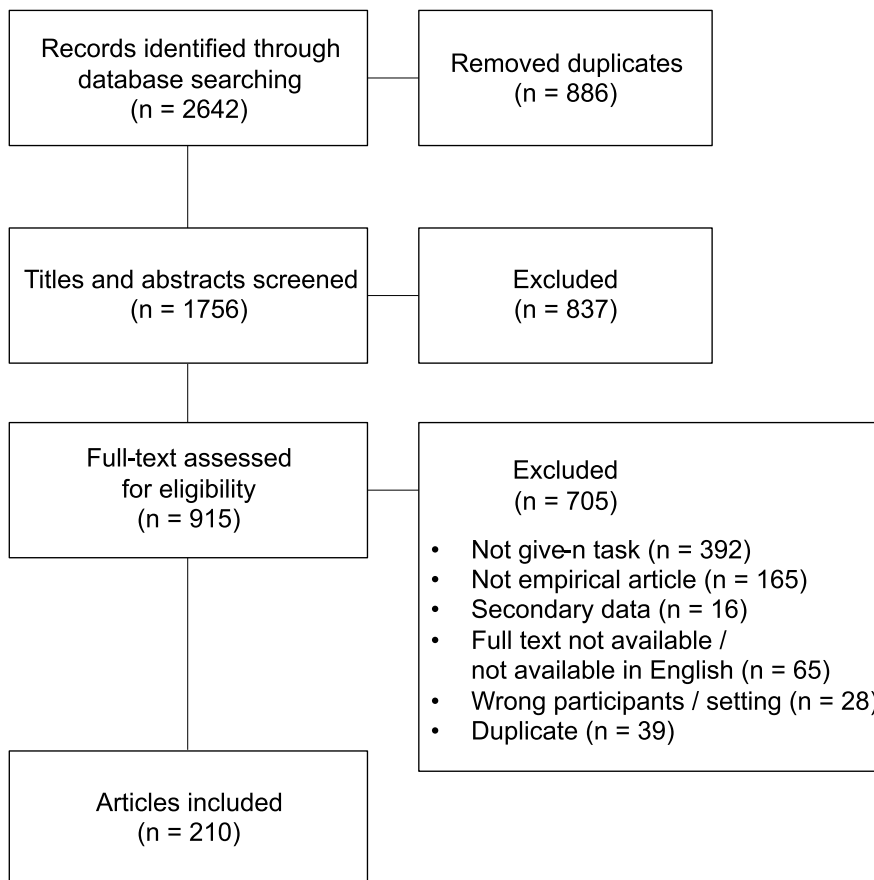 Records identified through
database searching
(n = 2642)
Removed duplicates
(n = 886)
Titles and abstracts screened
(n = 1756)
Excluded
(n = 837)
Full-text assessed
for eligibility
(n = 915)
Excluded
(n = 705)
• Not give-n task (n = 392)
• Not empirical article (n = 165)
• Secondary data (n = 16)
• Full text not available /
not available in English (n = 65)
• Wrong participants / setting (n = 28)
• Duplicate (n = 39)
Articles included
(n = 210)